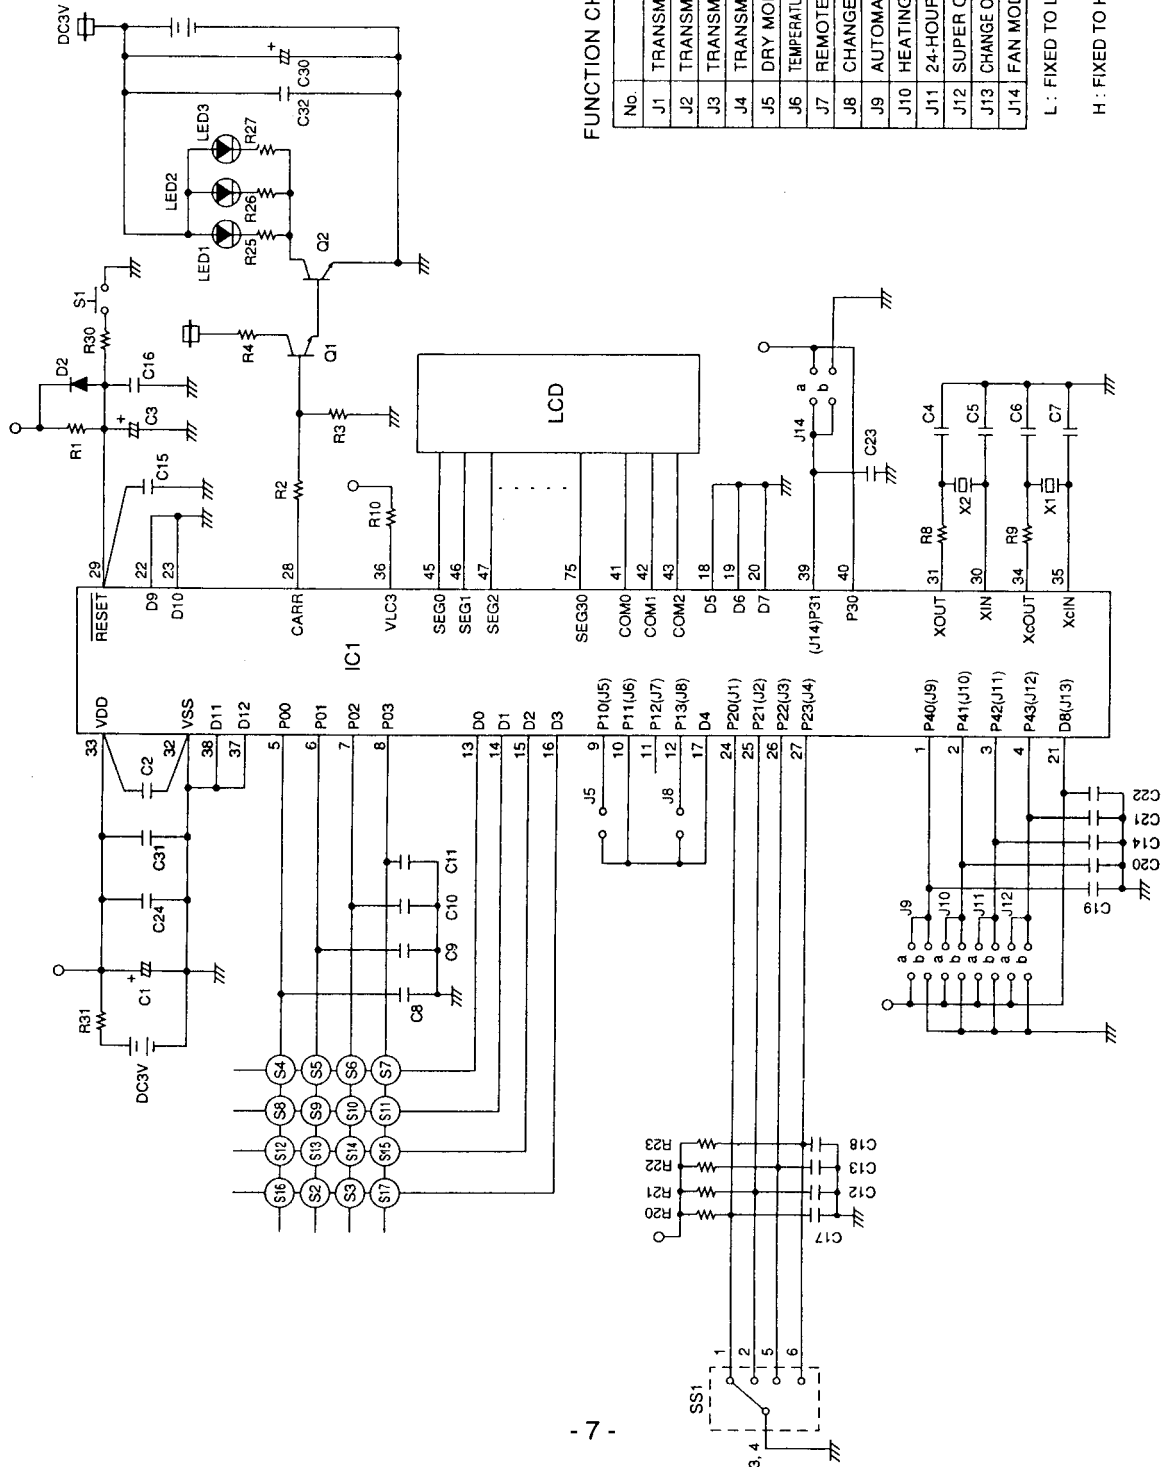 DC3V
C30
C32
LED3
R27
LED2
R26
LED1
R25
Q2
S1
R30
D2
C16
R1
C3
R4
Q1
C15
R2
R3
R10
LCD
J14
a
b
C23
C4
C5
C6
C7
R8
X2
R9
X1
29
22
23
28
36
45
46
47
75
41
42
43
18
19
20
39
40
31
30
34
35
RESET
D9
D10
CARR
VLC3
SEG0
SEG1
SEG2
SEG30
COM0
COM1
COM2
D5
D6
D7
(J14)P31
P30
XOUT
XIN
XcOUT
XcIN
IC1
VDD
VSS
D11
D12
P00
P01
P02
P03
D0
D1
D2
D3
P10(J5)
P11(J6)
P12(J7)
P13(J8)
D4
P20(J1)
P21(J2)
P22(J3)
P23(J4)
P40(J9)
P41(J10)
P42(J11)
P43(J12)
D8(J13)
33
32
38
37
5
6
7
8
13
14
15
16
9
10
11
12
17
24
25
26
27
1
2
3
4
21
C2
C31
C24
C1
R31
DC3V
C11
C10
C9
C8
S4
S5
S6
S7
S8
S9
S10
S11
S12
S13
S14
S15
S16
S2
S3
S17
J5
J8
R23
R22
R21
R20
C18
C13
C12
C17
SS1
1
2
5
6
3, 4
J9
J10
J11
J12
a
b
a
b
a
b
a
b
C22
C21
C14
C20
C19
FUNCTION CH
No.
J1 TRANSM
J2 TRANSM
J3 TRANSM
J4 TRANSM
J5 DRY MO
J6 TEMPERATU
J7 REMOTE
J8 CHANGE
J9 AUTOMA
J10 HEATING
J11 24-HOUR
J12 SUPER
J13 CHANGE O
J14 FAN MOD
L : FIXED TO L
H : FIXED TO H
- 7 -